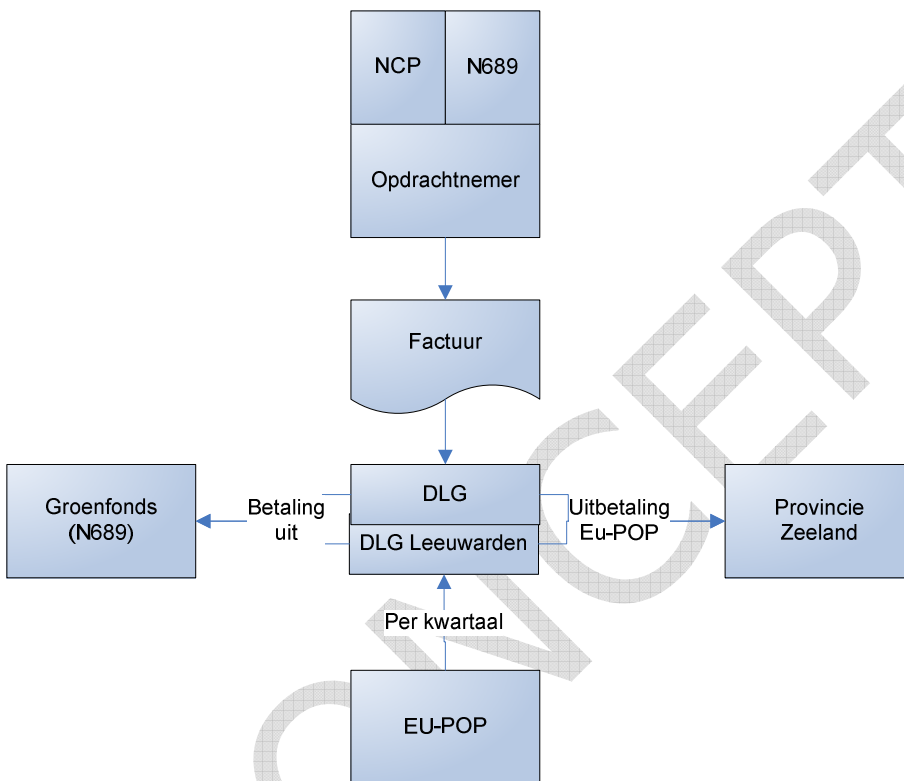 NCP
N689
Opdrachtnemer
Factuur
Groenfonds
(N689)
Betaling
uit
DLG
DLG Leeuwarden
Uitbetaling
Eu-POP
Provincie
Zeeland
Per kwartaal
EU-POP
ONCEPT